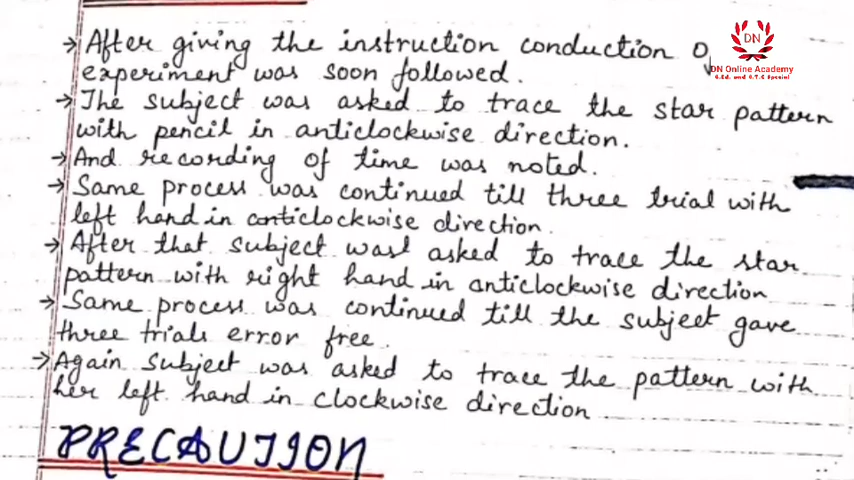 → After giving the instruction conduction of
experiment was soon followed.
→ The subject was asked to trace the star pattern
with pencil in anticlockwise direction.
→ And recording of time was noted.
→ Same process was continued till three trial with
left hand in anticlockwise direction.
→ After that subject was asked to trace the star
pattern with right hand in anticlockwise direction
→ Same process was continued till the subject gave
three trials error free.
→ Again subject was asked to trace the pattern with
her left hand in clockwise direction
PRECAUTION
DN
DN Online Academy
B.Ed. and B.T.C Special